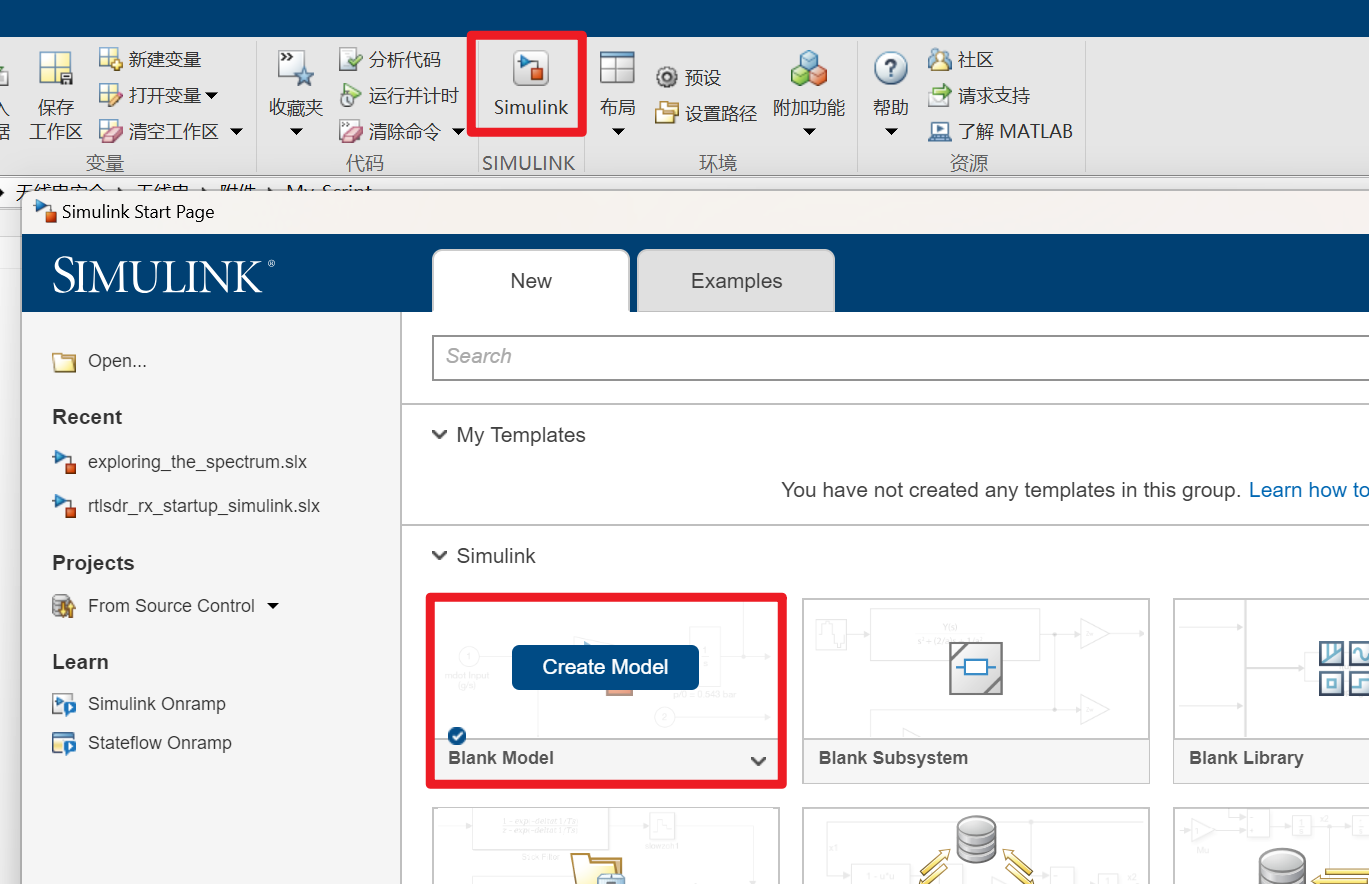 新建变量
分析代码
打开变量
运行并计时
保存
工作区
清空工作区
收藏夹
清除命令
Simulink
布局
预设
设置路径
附加功能
帮助
社区
请求支持
了解 MATLAB
变量
代码
SIMULINK
环境
资源
My Script
Simulink Start Page
SIMULINK®
New
Examples
Open...
Search
Recent
My Templates
exploring_the_spectrum.slx
You have not created any templates in this group. Learn how to
rtlsdr_rx_startup_simulink.slx
Projects
Simulink
From Source Control
Learn
Simulink Onramp
Stateflow Onramp
Create Model
Blank Model
Blank Subsystem
Blank Library